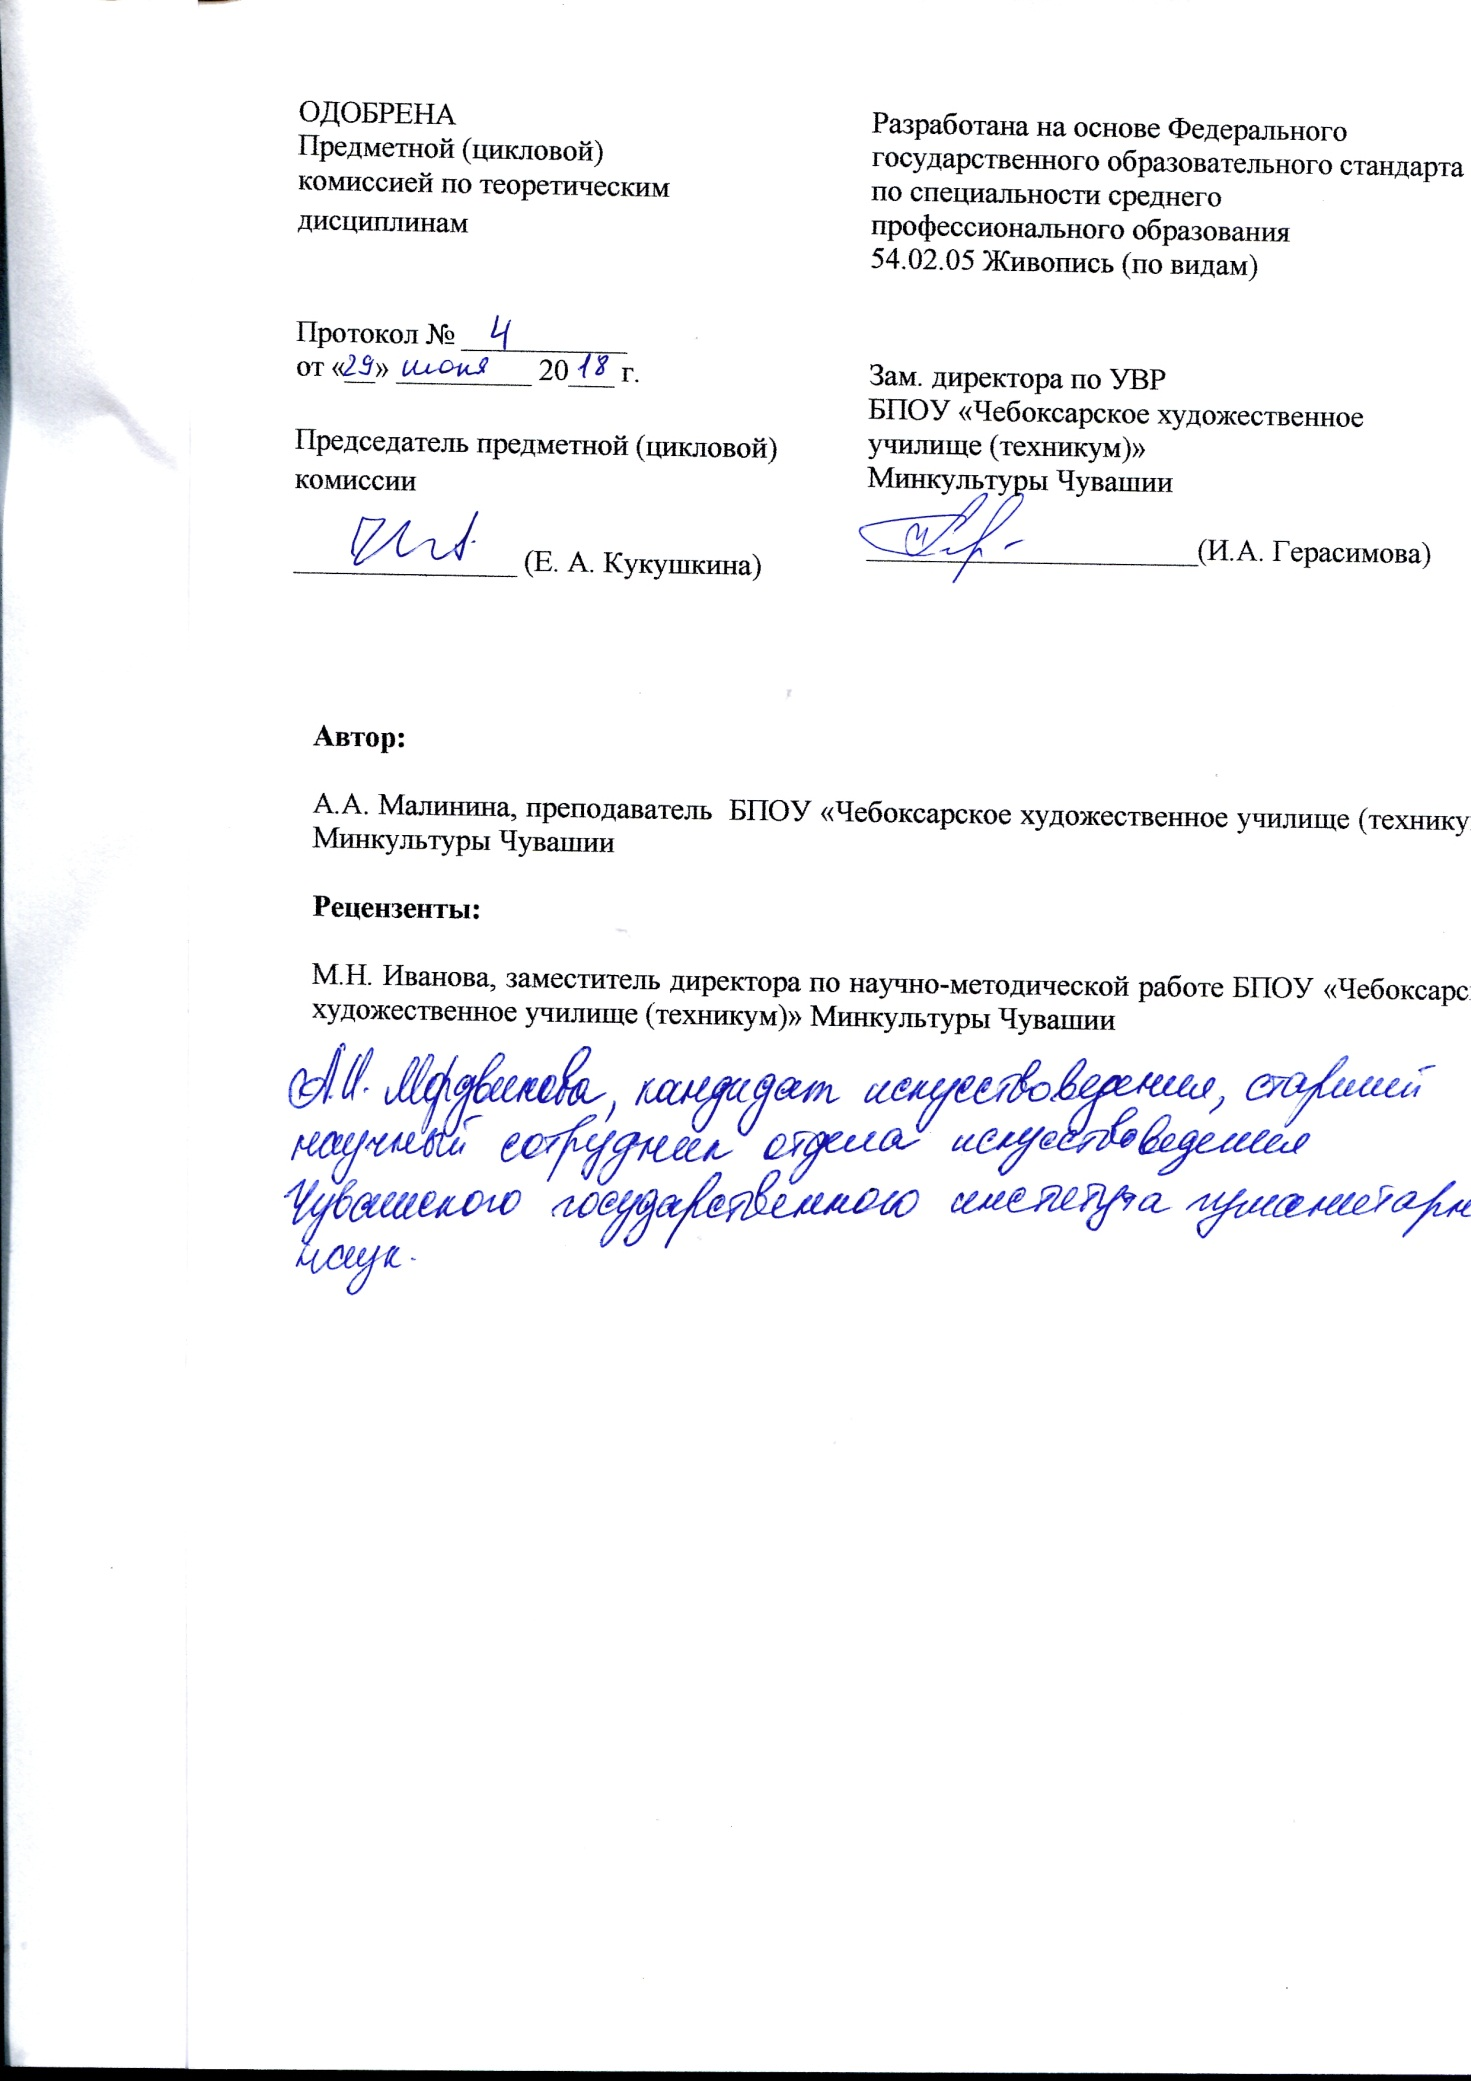 ОДОБРЕНА
Предметной (цикловой)
комиссией по теоретическим
дисциплинам
Протокол № 4
от «29» июня 2018 г.
Председатель предметной (цикловой)
комиссии
(Е. А. Кукушкина)
Разработана на основе Федерального
государственного образовательного стандарта
по специальности среднего
профессионального образования
54.02.05 Живопись (по видам)
Зам. директора по УВР
БПОУ «Чебоксарское художественное
училище (техникум)»
Минкультуры Чувашии
(И.А. Герасимова)
Автор:
А.А. Малинина, преподаватель БПОУ «Чебоксарское художественное училище (технику
Минкультуры Чувашии
Рецензенты:
М.Н. Иванова, заместитель директора по научно-методической работе БПОУ «Чебоксарс
художественное училище (техникум)» Минкультуры Чувашии
А.И. Мордвинова, кандидат искусствоведения, старший
научный сотрудник отдела искусствоведения
Чувашского государственного института гуманитарн
наук.